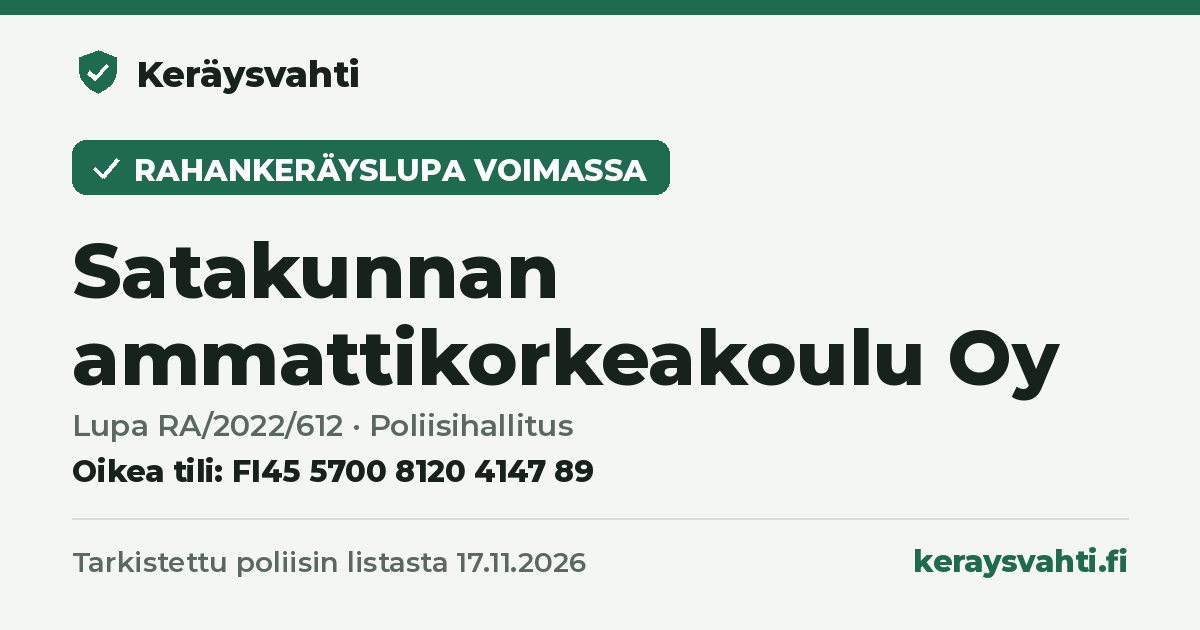 Keräysvahti
RAHANKERÄYSLUPA VOIMASSA
Satakunnan
ammattikorkeakoulu Oy
Lupa RA/2022/612 · Poliisihallitus
Oikea tili: FI45 5700 8120 4147 89
Tarkistettu poliisin listasta 17.11.2026
keraysvahti.fi